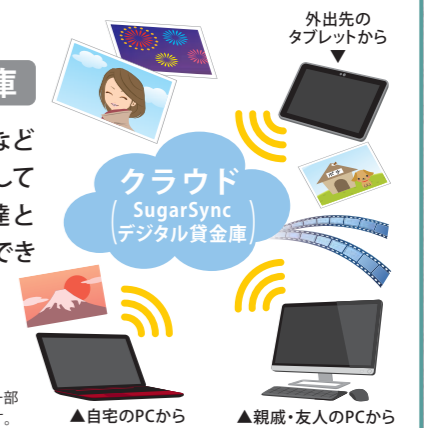 外出先の
タブレットから
▼
庫
など
して
達と
でき
クラウド
(SugarSync
デジタル貸金庫)
ポチ
一部
す。
▲自宅のPCから
▲親戚・友人のPCから